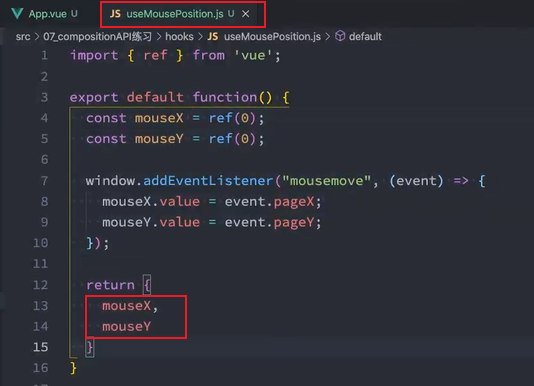 App.vue U JS useMousePosition.js U ×
src > 07_compositionAPI练习 > hooks > JS useMousePosition.js > default
1 import { ref } from 'vue';
2
3 export default function() {
4 const mouseX = ref(0);
5 const mouseY = ref(0);
6
7 window.addEventListener("mousemove", (event) => {
8 mouseX.value = event.pageX;
9 mouseY.value = event.pageY;
10 });
11
12 return {
13 mouseX,
14 mouseY
15 }
16 }